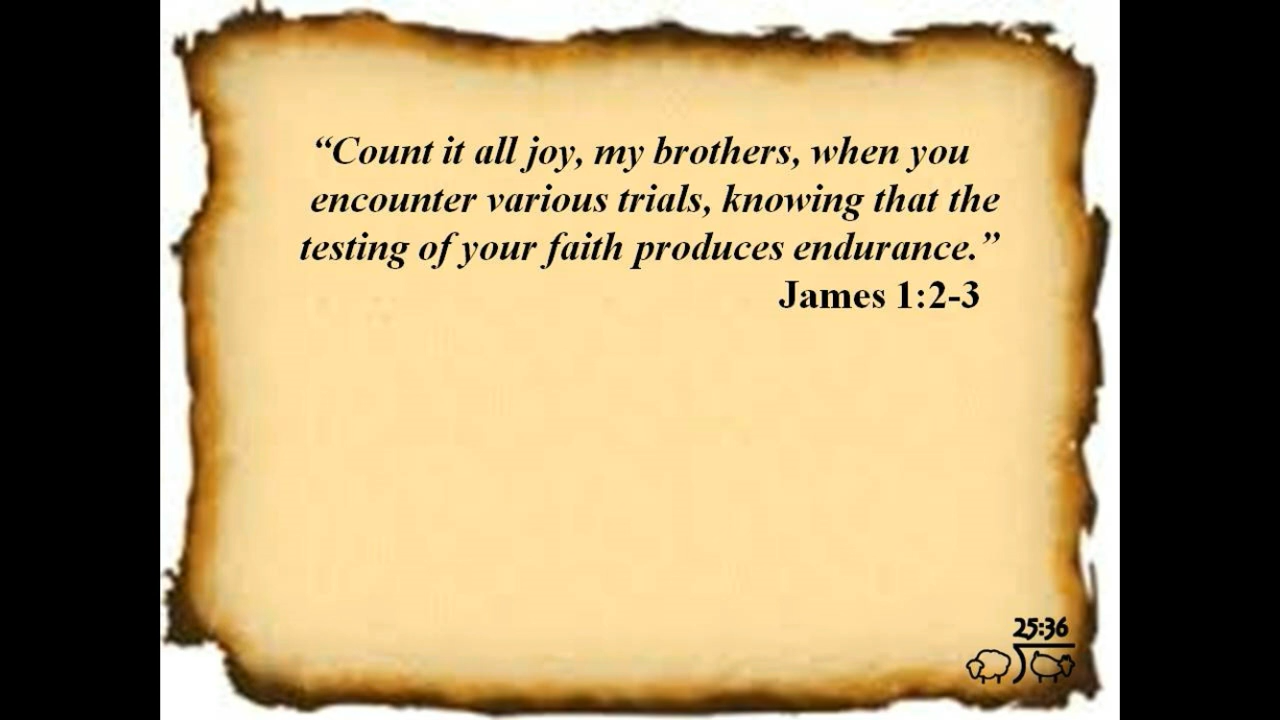 “Count it all joy, my brothers, when you
encounter various trials, knowing that the
testing of your faith produces endurance.”
James 1:2-3
25:36